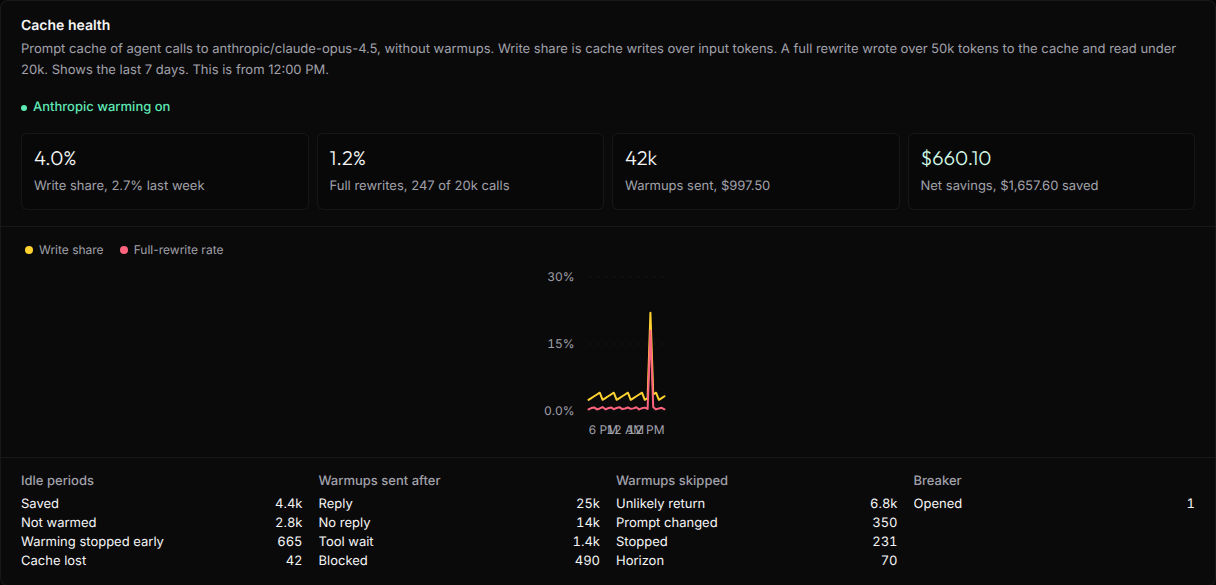 Cache health
Prompt cache of agent calls to anthropic/claude-opus-4.5, without warmups. Write share is cache writes over input tokens. A full rewrite wrote over 50k tokens to the cache and read under
20k. Shows the last 7 days. This is from 12:00 PM.
Anthropic warming on
4.0%
Write share, 2.7% last week
1.2%
Full rewrites, 247 of 20k calls
42k
Warmups sent, $997.50
$660.10
Net savings, $1,657.60 saved
Write share
Full-rewrite rate
30%
15%
0.0%
6 PM
12 AM
12 PM
Idle periods
Saved 4.4k
Not warmed 2.8k
Warming stopped early 665
Cache lost 42
Warmups sent after
Reply 25k
No reply 14k
Tool wait 1.4k
Blocked 490
Warmups skipped
Unlikely return 6.8k
Prompt changed 350
Stopped 231
Horizon 70
Breaker
Opened 1